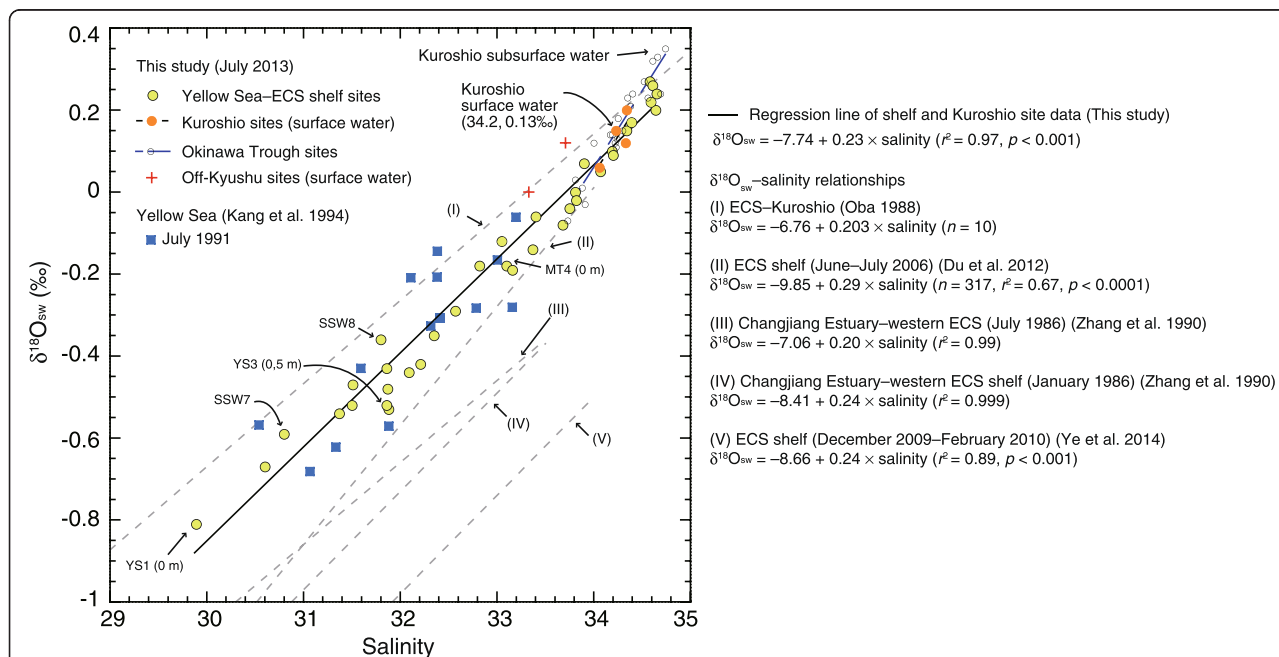 0.4
0.2
0
-0.2
-0.4
-0.6
-0.8
-1
δ¹⁸Osw (‰)
29
30
31
32
33
34
35
Salinity
This study (July 2013)
Yellow Sea–ECS shelf sites
Kuroshio sites (surface water)
Okinawa Trough sites
Off-Kyushu sites (surface water)
Yellow Sea (Kang et al. 1994)
July 1991
Kuroshio subsurface water
Kuroshio
surface water
(34.2, 0.13‰)
(I)
(II)
MT4 (0 m)
(III)
SSW8
YS3 (0,5 m)
SSW7
(IV)
(V)
YS1 (0 m)
Regression line of shelf and Kuroshio site data (This study)
δ¹⁸Osw = −7.74 + 0.23 × salinity (r² = 0.97, p < 0.001)
δ¹⁸Osw–salinity relationships
(I) ECS–Kuroshio (Oba 1988)
δ¹⁸Osw = −6.76 + 0.203 × salinity (n = 10)
(II) ECS shelf (June–July 2006) (Du et al. 2012)
δ¹⁸Osw = −9.85 + 0.29 × salinity (n = 317, r² = 0.67, p < 0.0001)
(III) Changjiang Estuary–western ECS (July 1986) (Zhang et al. 1990)
δ¹⁸Osw = −7.06 + 0.20 × salinity (r² = 0.99)
(IV) Changjiang Estuary–western ECS shelf (January 1986) (Zhang et al. 1990)
δ¹⁸Osw = −8.41 + 0.24 × salinity (r² = 0.999)
(V) ECS shelf (December 2009–February 2010) (Ye et al. 2014)
δ¹⁸Osw = −8.66 + 0.24 × salinity (r² = 0.89, p < 0.001)